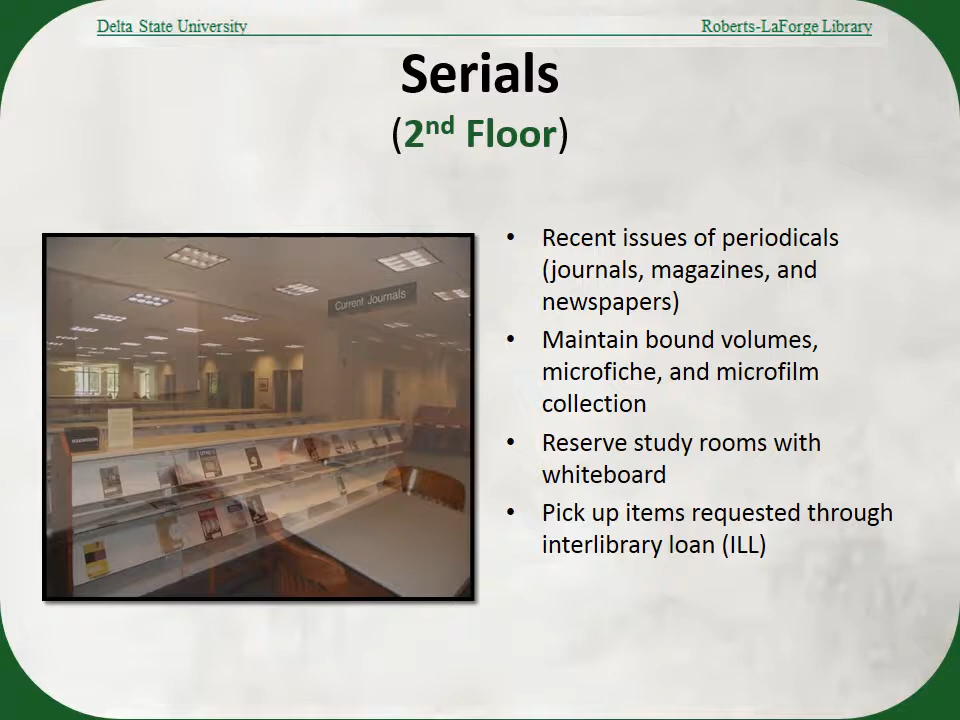 Delta State University
Roberts-LaForge Library
Serials
(2nd Floor)
Current Journals
• Recent issues of periodicals
(journals, magazines, and
newspapers)
• Maintain bound volumes,
microfiche, and microfilm
collection
• Reserve study rooms with
whiteboard
• Pick up items requested through
interlibrary loan (ILL)